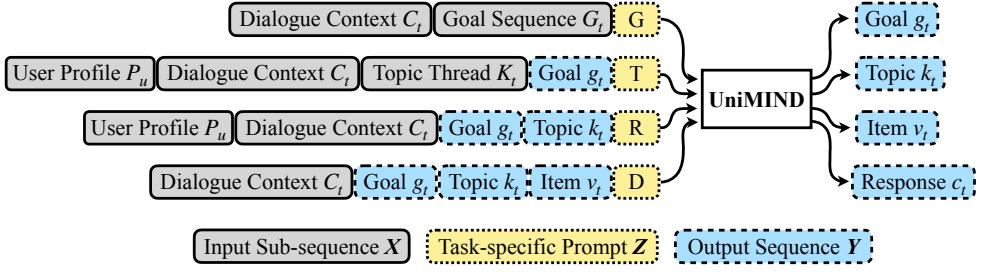 Dialogue Context C_t Goal Sequence G_t G Goal g_t
User Profile P_u Dialogue Context C_t Topic Thread K_t Goal g_t T Topic k_t
UniMIND
User Profile P_u Dialogue Context C_t Goal g_t Topic k_t R Item v_t
Dialogue Context C_t Goal g_t Topic k_t Item v_t D Response c_t
Input Sub-sequence X Task-specific Prompt Z Output Sequence Y